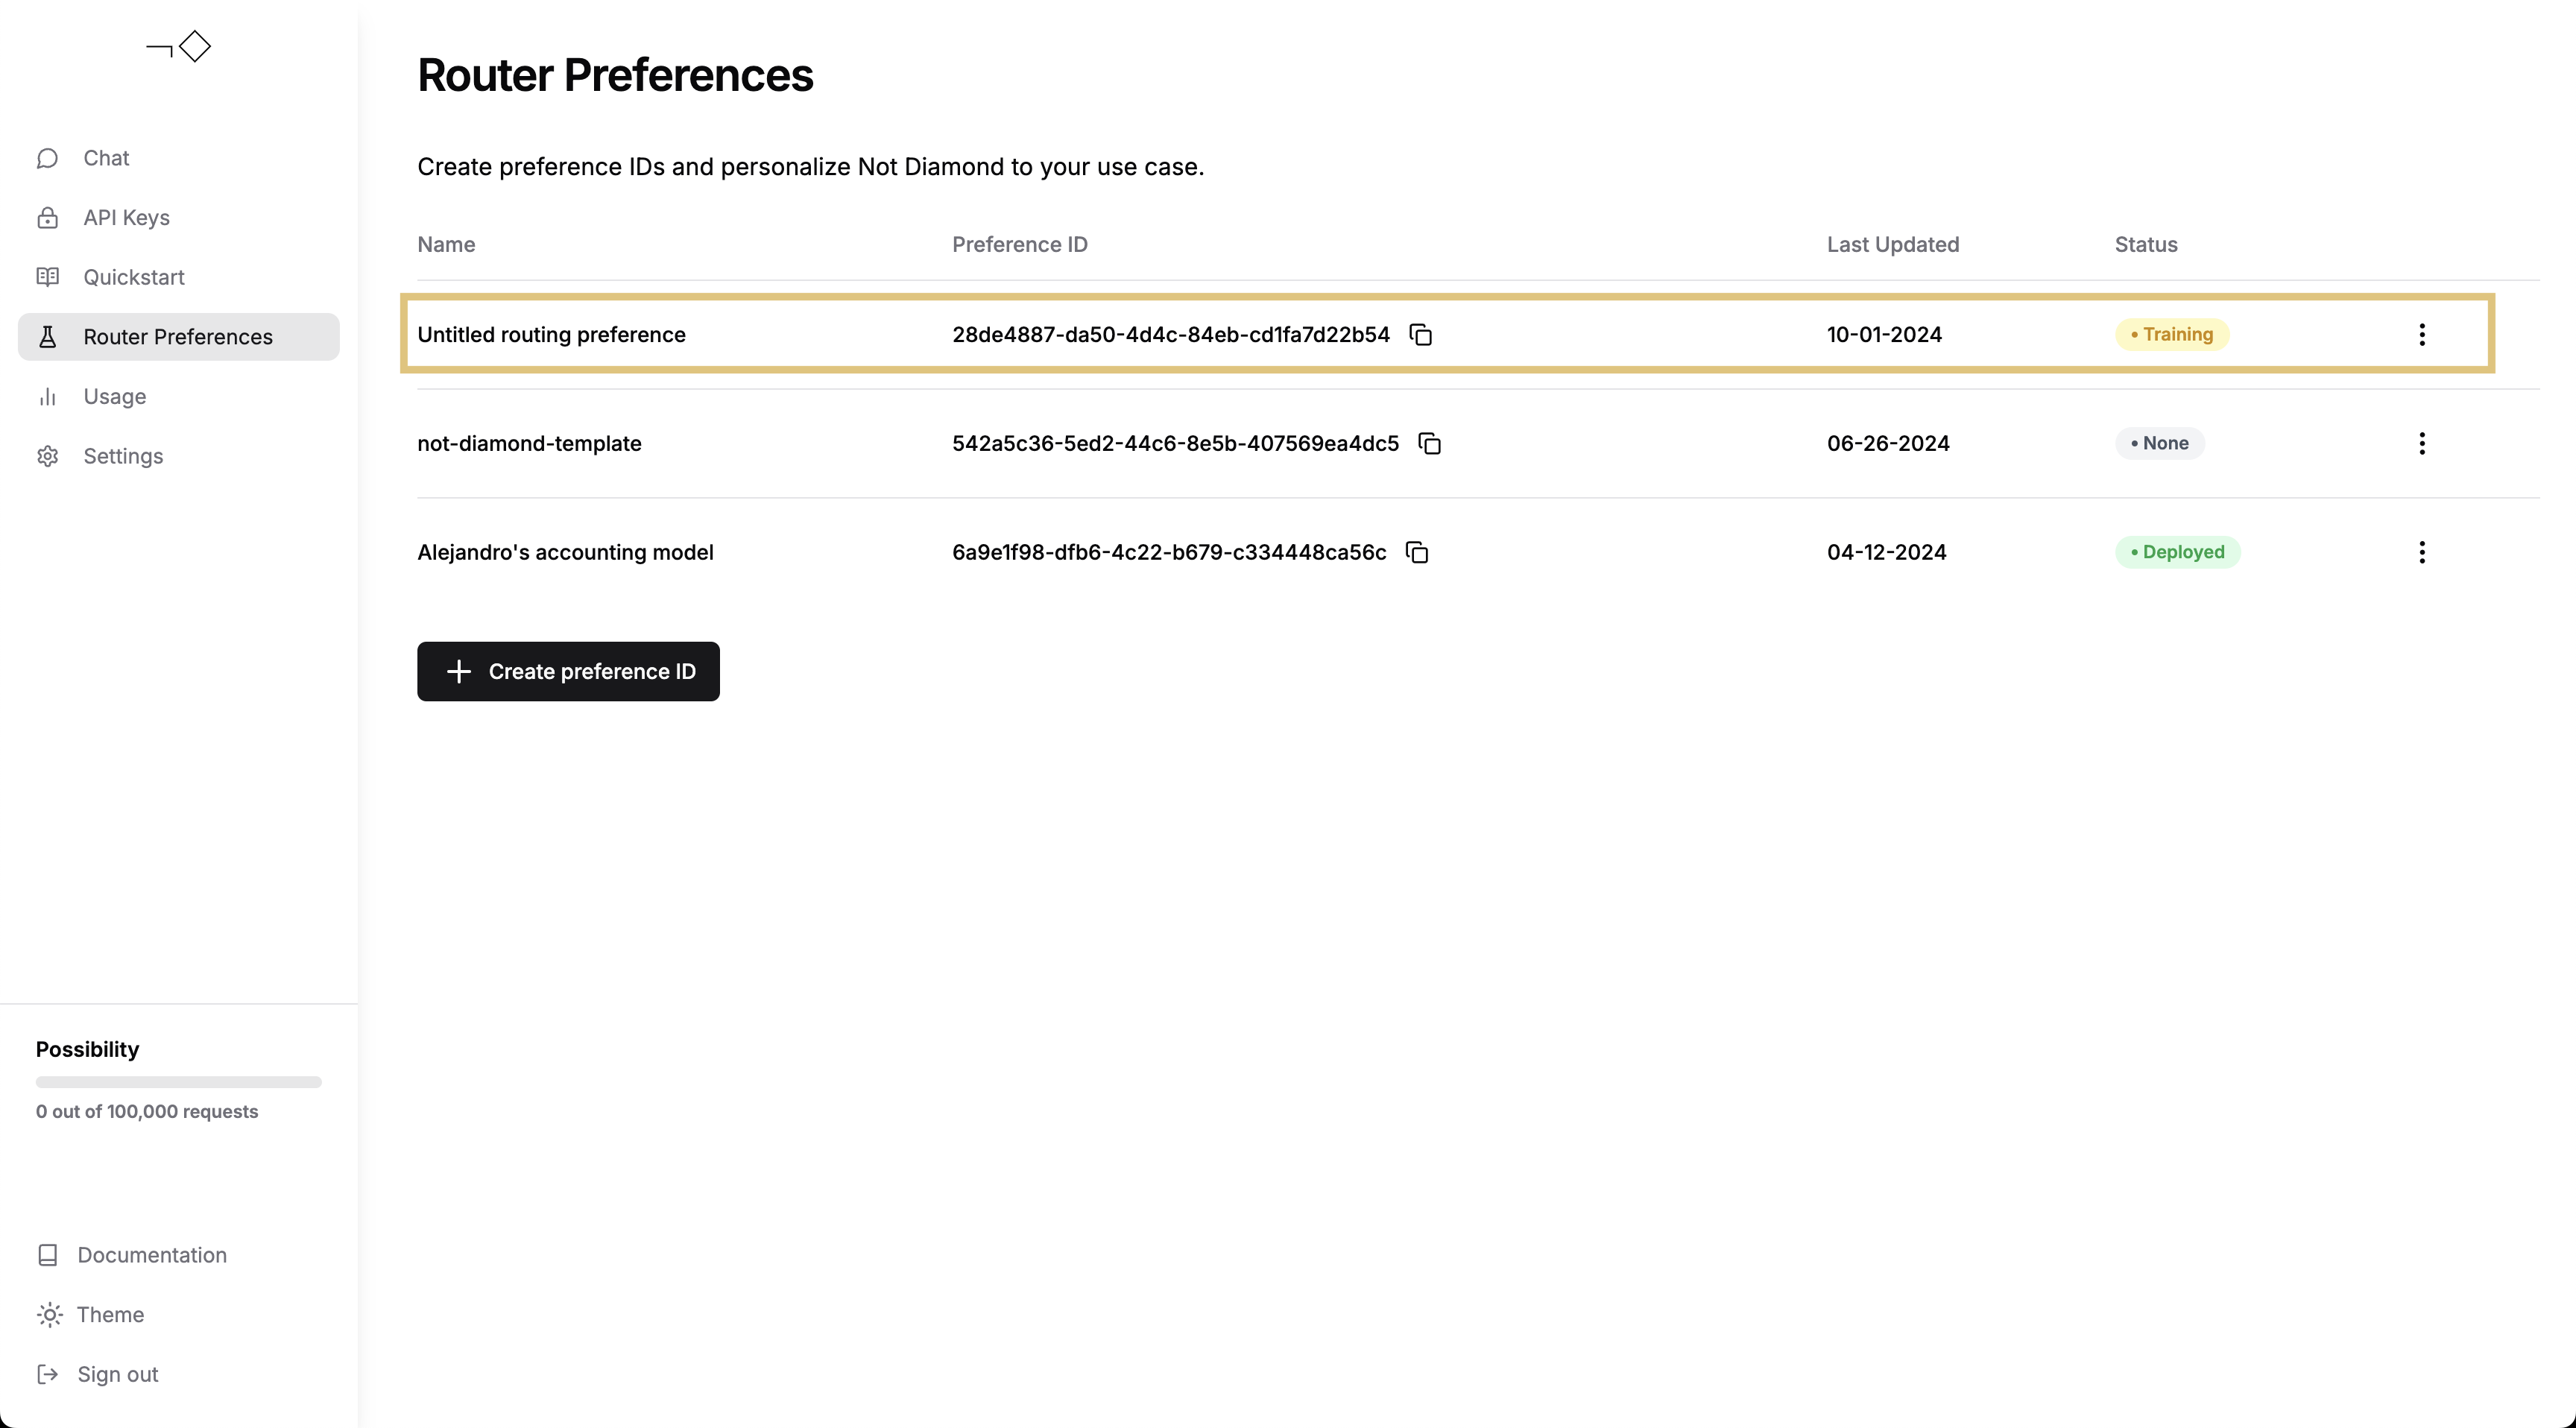 Chat
API Keys
Quickstart
Router Preferences
Usage
Settings
Possibility
0 out of 100,000 requests
Documentation
Theme
Sign out
Router Preferences
Create preference IDs and personalize Not Diamond to your use case.
Name Preference ID Last Updated Status
Untitled routing preference 28de4887-da50-4d4c-84eb-cd1fa7d22b54 10-01-2024 • Training
not-diamond-template 542a5c36-5ed2-44c6-8e5b-407569ea4dc5 06-26-2024 • None
Alejandro's accounting model 6a9e1f98-dfb6-4c22-b679-c334448ca56c 04-12-2024 • Deployed
Create preference ID